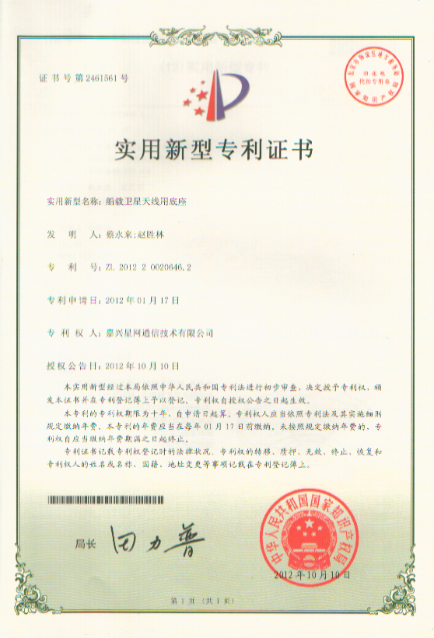 证书号第2461561号
实用新型专利证书
实用新型名称：船载卫星天线用底座
发 明 人：蔡永泉;赵胜林
专 利 号：ZL 2012 2 0020646.2
专利申请日：2012年01月17日
专 利 权 人：嘉兴星网通信技术有限公司
授权公告日：2012年10月10日
本实用新型经过本局依照中华人民共和国专利法进行初步审查，决定授予专利权，颁
发本证书并在专利登记簿上予以登记。专利权自授权公告之日起生效。
本专利的专利权期限为十年，自申请日起算。专利权人应当依照专利法及其实施细则
规定缴纳年费。本专利的年费应当在每年01月17日前缴纳。未按照规定缴纳年费的，专
利权自应当缴纳年费期满之日起终止。
专利证书记载专利权登记时的法律状况。专利权的转移、质押、无效、终止、恢复和
专利权人的姓名或名称、国籍、地址变更等事项记载在专利登记簿上。
局长 田力普
中华人民共和国国家知识产权局
2012年10月10日
第1页（共1页）